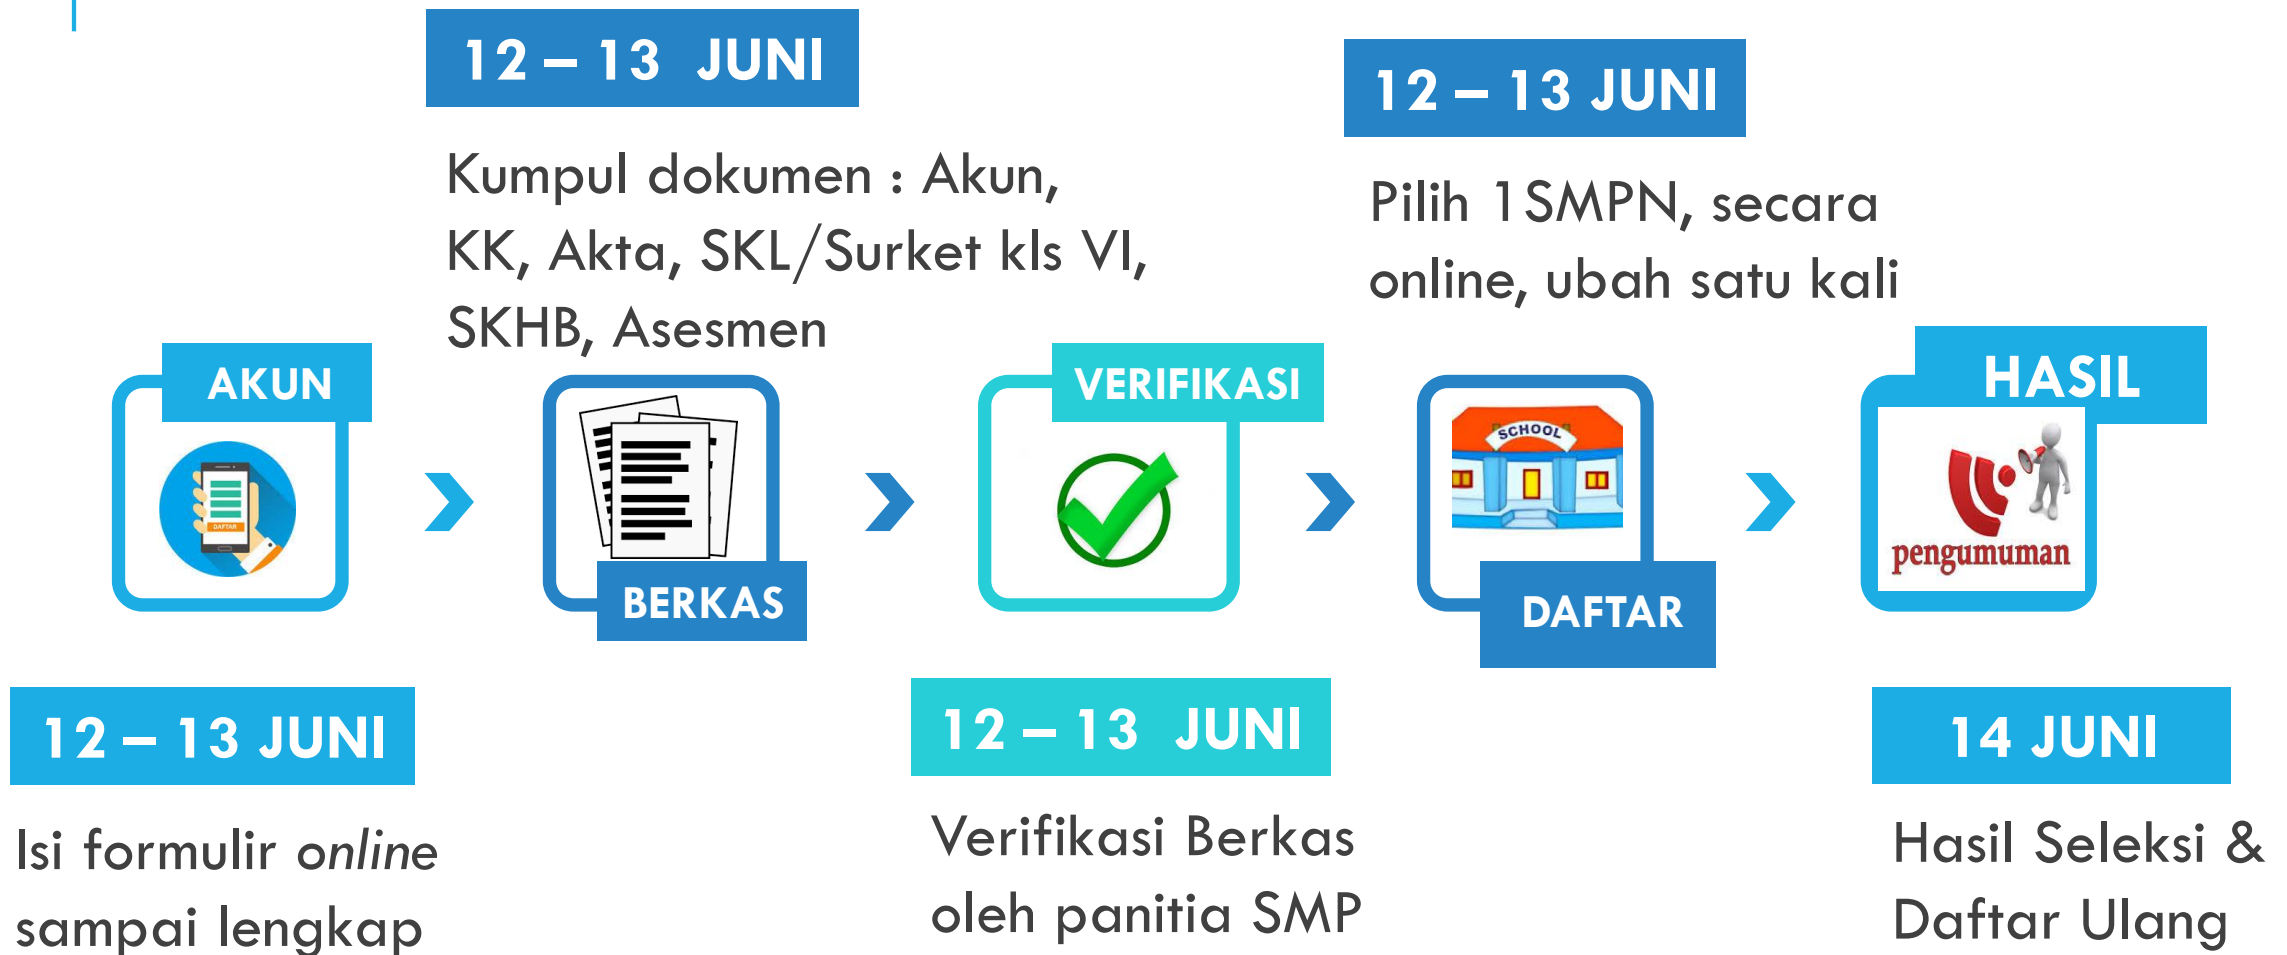 12 – 13 JUNI
Kumpul dokumen : Akun,
KK, Akta, SKL/Surket kls VI,
SKHB, Asesmen
12 – 13 JUNI
Pilih 1SMPN, secara
online, ubah satu kali
AKUN
DAFTAR
BERKAS
VERIFIKASI
SCHOOL
DAFTAR
HASIL
pengumuman
12 – 13 JUNI
Isi formulir online
sampai lengkap
12 – 13 JUNI
Verifikasi Berkas
oleh panitia SMP
14 JUNI
Hasil Seleksi &
Daftar Ulang